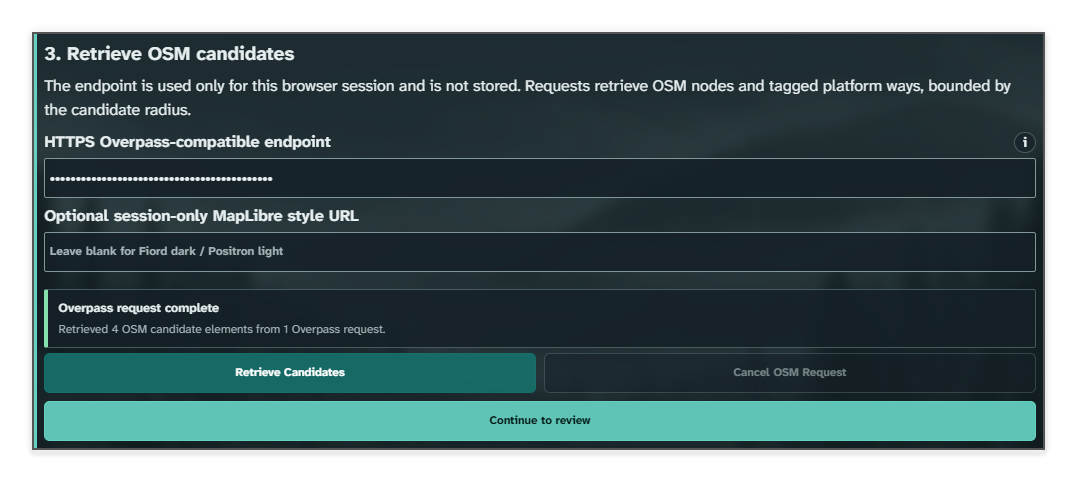 3. Retrieve OSM candidates
The endpoint is used only for this browser session and is not stored. Requests retrieve OSM nodes and tagged platform ways, bounded by
the candidate radius.
HTTPS Overpass-compatible endpoint
i
••••••••••••••••••••••••••••••••••••••••••••
Optional session-only MapLibre style URL
Leave blank for Fiord dark / Positron light
Overpass request complete
Retrieved 4 OSM candidate elements from 1 Overpass request.
Retrieve Candidates
Cancel OSM Request
Continue to review